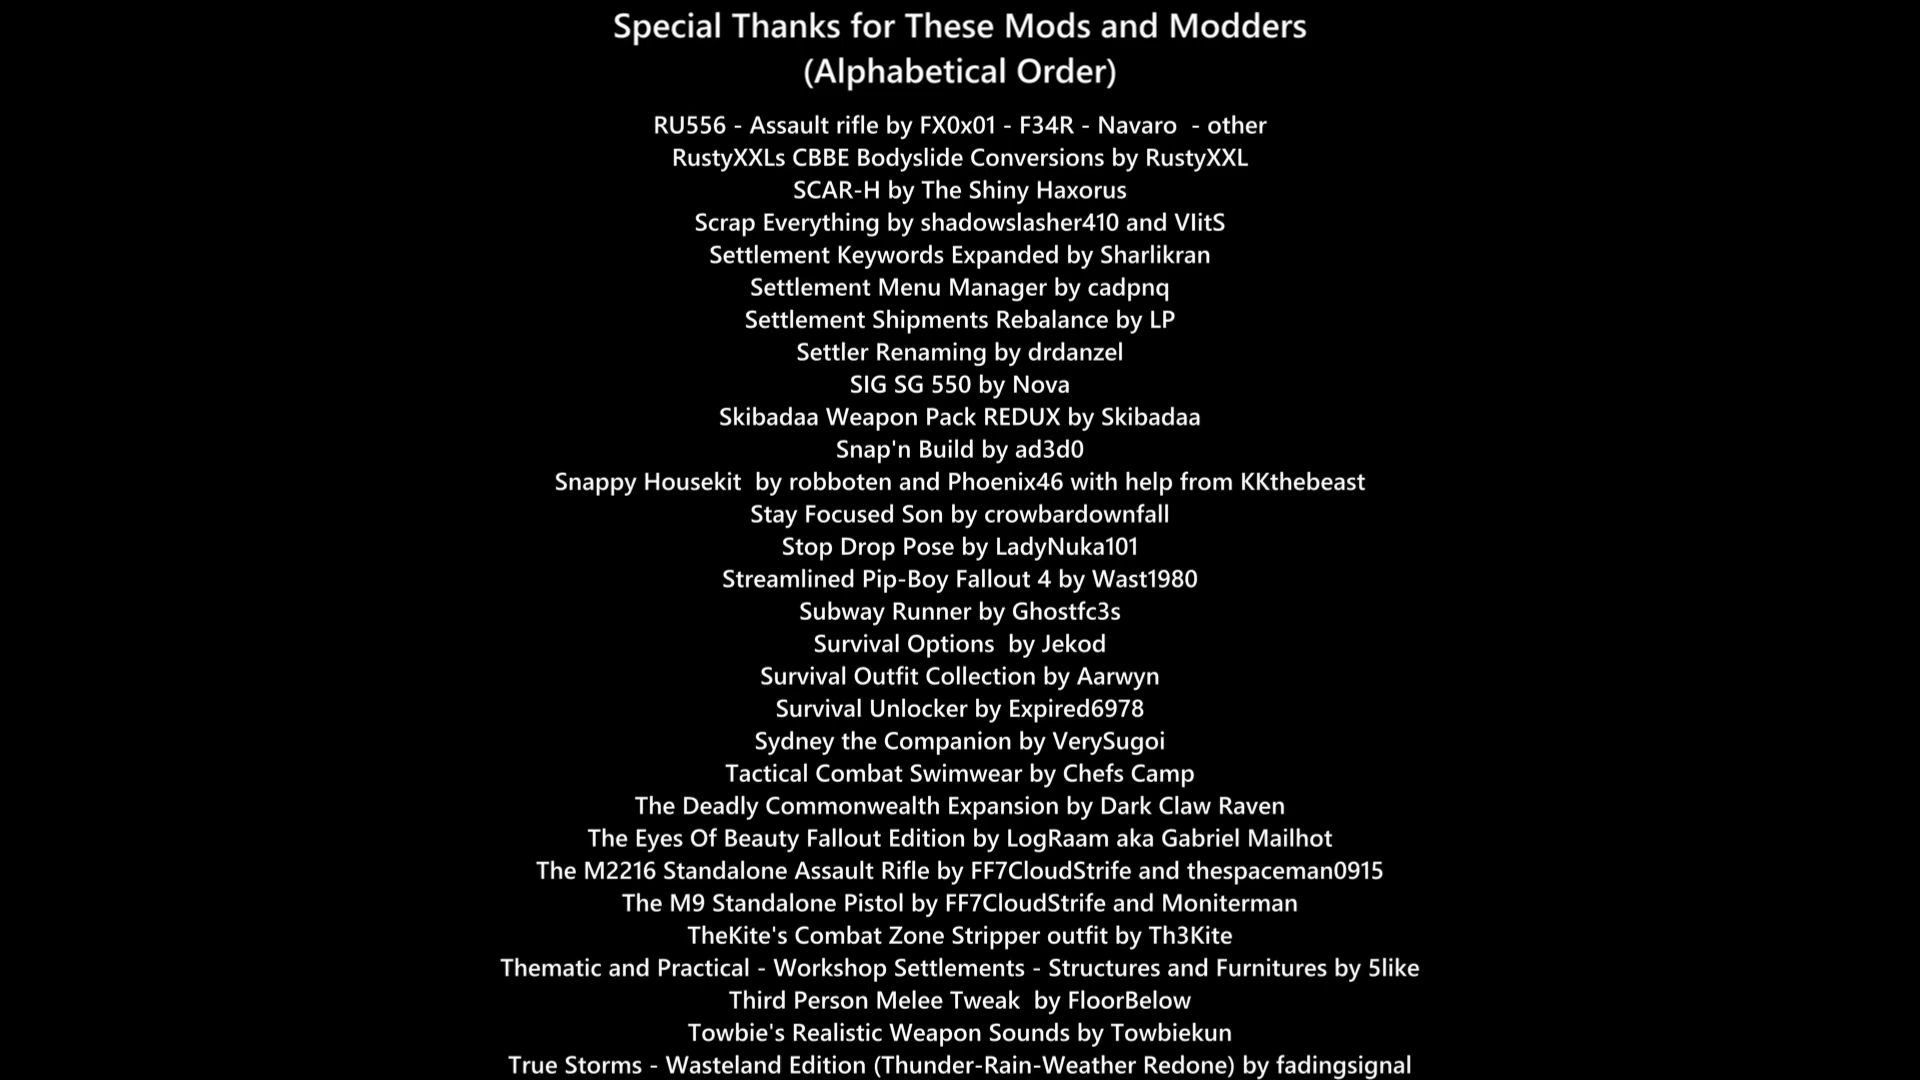 Special Thanks for These Mods and Modders
(Alphabetical Order)
RU556 - Assault rifle by FX0x01 - F34R - Navaro  - other
RustyXXLs CBBE Bodyslide Conversions by RustyXXL
SCAR-H by The Shiny Haxorus
Scrap Everything by shadowslasher410 and VIitS
Settlement Keywords Expanded by Sharlikran
Settlement Menu Manager by cadpnq
Settlement Shipments Rebalance by LP
Settler Renaming by drdanzel
SIG SG 550 by Nova
Skibadaa Weapon Pack REDUX by Skibadaa
Snap'n Build by ad3d0
Snappy Housekit  by robboten and Phoenix46 with help from KKthebeast
Stay Focused Son by crowbardownfall
Stop Drop Pose by LadyNuka101
Streamlined Pip-Boy Fallout 4 by Wast1980
Subway Runner by Ghostfc3s
Survival Options  by Jekod
Survival Outfit Collection by Aarwyn
Survival Unlocker by Expired6978
Sydney the Companion by VerySugoi
Tactical Combat Swimwear by Chefs Camp
The Deadly Commonwealth Expansion by Dark Claw Raven
The Eyes Of Beauty Fallout Edition by LogRaam aka Gabriel Mailhot
The M2216 Standalone Assault Rifle by FF7CloudStrife and thespaceman0915
The M9 Standalone Pistol by FF7CloudStrife and Moniterman
TheKite's Combat Zone Stripper outfit by Th3Kite
Thematic and Practical - Workshop Settlements - Structures and Furnitures by 5like
Third Person Melee Tweak  by FloorBelow
Towbie's Realistic Weapon Sounds by Towbiekun
True Storms - Wasteland Edition (Thunder-Rain-Weather Redone) by fadingsignal